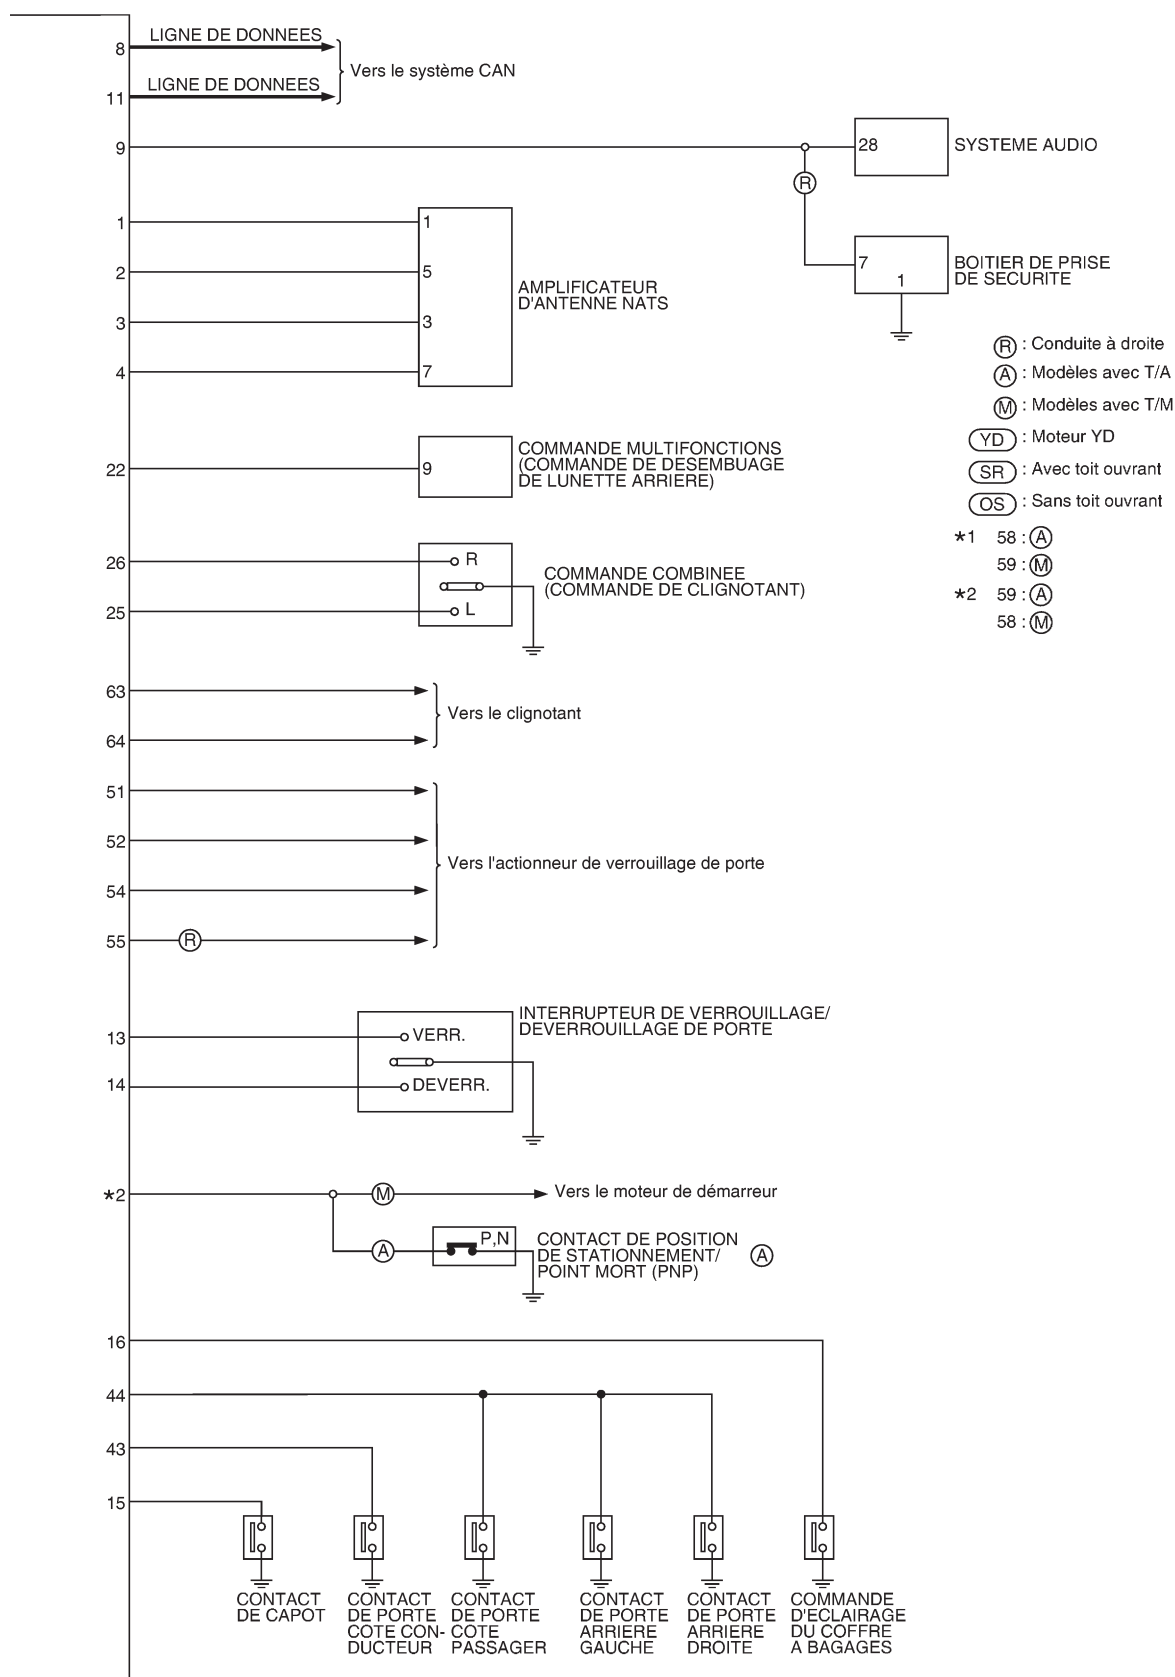 8
LIGNE DE DONNEES
11
LIGNE DE DONNEES
Vers le système CAN
9
28
SYSTEME AUDIO
R
7
1
BOITIER DE PRISE
DE SECURITE
1
1
2
5
3
3
4
7
AMPLIFICATEUR
D'ANTENNE NATS
R : Conduite à droite
A : Modèles avec T/A
M : Modèles avec T/M
YD : Moteur YD
SR : Avec toit ouvrant
OS : Sans toit ouvrant
*1 58 : A
59 : M
*2 59 : A
58 : M
22
9
COMMANDE MULTIFONCTIONS
(COMMANDE DE DESEMBUAGE
DE LUNETTE ARRIERE)
26
R
25
L
COMMANDE COMBINEE
(COMMANDE DE CLIGNOTANT)
63
64
Vers le clignotant
51
52
54
55
R
Vers l'actionneur de verrouillage de porte
13
VERR.
14
DEVERR.
INTERRUPTEUR DE VERROUILLAGE/
DEVERROUILLAGE DE PORTE
*2
M
Vers le moteur de démarreur
A
P,N
CONTACT DE POSITION
DE STATIONNEMENT/
POINT MORT (PNP)
A
16
44
43
15
CONTACT
DE CAPOT
CONTACT
DE PORTE
COTE CON-
DUCTEUR
CONTACT
DE PORTE
COTE
PASSAGER
CONTACT
DE PORTE
ARRIERE
GAUCHE
CONTACT
DE PORTE
ARRIERE
DROITE
COMMANDE
D'ECLAIRAGE
DU COFFRE
A BAGAGES